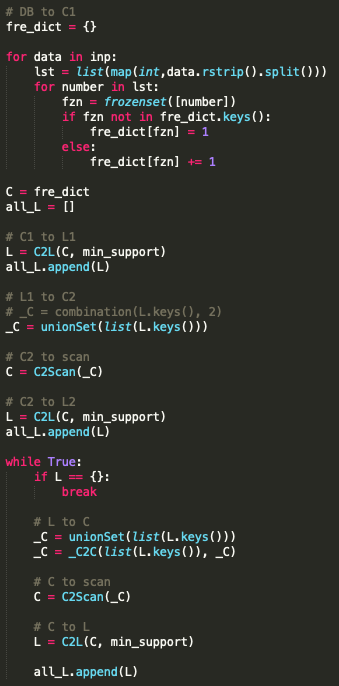 # DB to C1
fre_dict = {}
for data in inp:
lst = list(map(int,data.rstrip().split()))
for number in lst:
fzn = frozenset([number])
if fzn not in fre_dict.keys():
fre_dict[fzn] = 1
else:
fre_dict[fzn] += 1
C = fre_dict
all_L = []
# C1 to L1
L = C2L(C, min_support)
all_L.append(L)
# L1 to C2
# _C = combination(L.keys(), 2)
_C = unionSet(list(L.keys()))
# C2 to scan
C = C2Scan(_C)
# C2 to L2
L = C2L(C, min_support)
all_L.append(L)
while True:
if L == {}:
break
# L to C
_C = unionSet(list(L.keys()))
_C = _C2C(list(L.keys()), _C)
# C to scan
C = C2Scan(_C)
# C to L
L = C2L(C, min_support)
all_L.append(L)